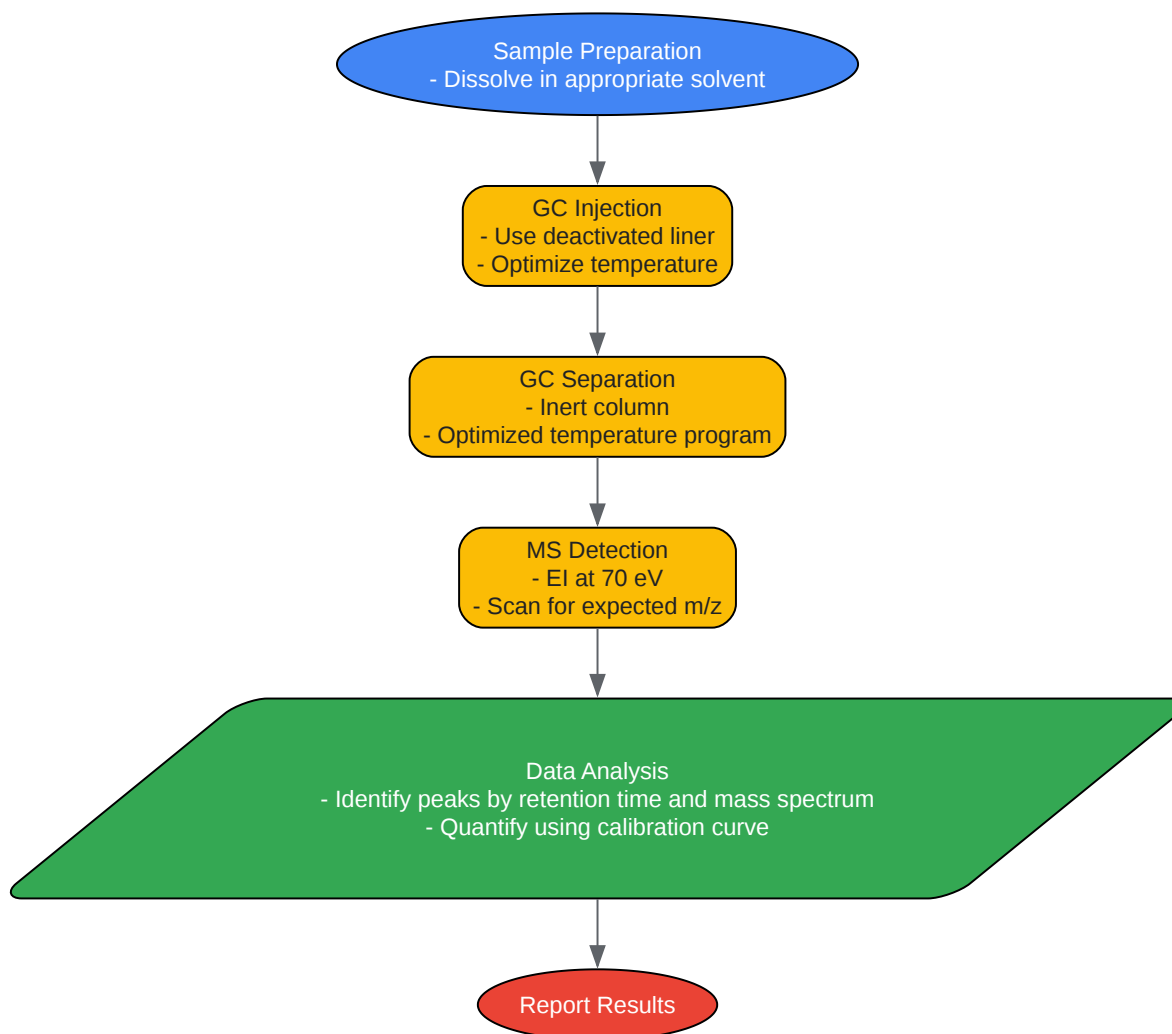 Sample Preparation
- Dissolve in appropriate solvent
GC Injection
- Use deactivated liner
- Optimize temperature
GC Separation
- Inert column
- Optimized temperature program
MS Detection
- EI at 70 eV
- Scan for expected m/z
Data Analysis
- Identify peaks by retention time and mass spectrum
- Quantify using calibration curve
Report Results